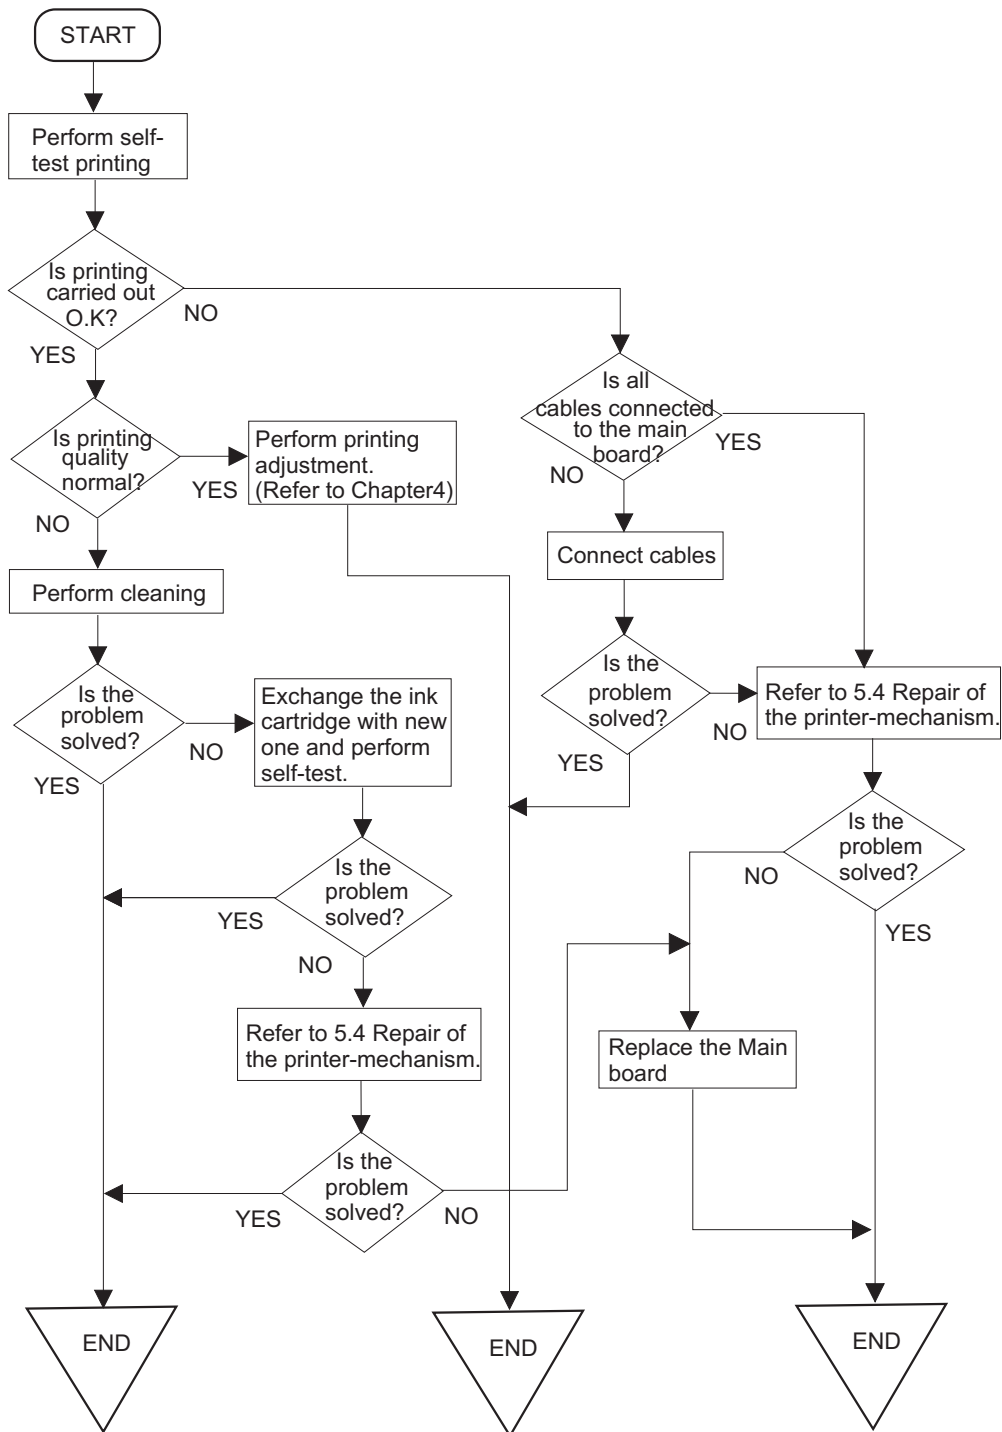 START
Perform self-
test printing
Is printing
carried out
O.K?
NO
YES
Is all
cables connected
to the main
board?
YES
NO
Is printing
quality
normal?
YES
NO
Perform printing
adjustment.
(Refer to Chapter4)
Connect cables
Perform cleaning
Is the
problem
solved?
NO
YES
Exchange the ink
cartridge with new
one and perform
self-test.
Is the
problem
solved?
NO
YES
Refer to 5.4 Repair of
the printer-mechanism.
Is the
problem
solved?
NO
YES
Is the
problem
solved?
YES
NO
Refer to 5.4 Repair of
the printer-mechanism.
Replace the Main
board
Is the
problem
solved?
YES
NO
END
END
END